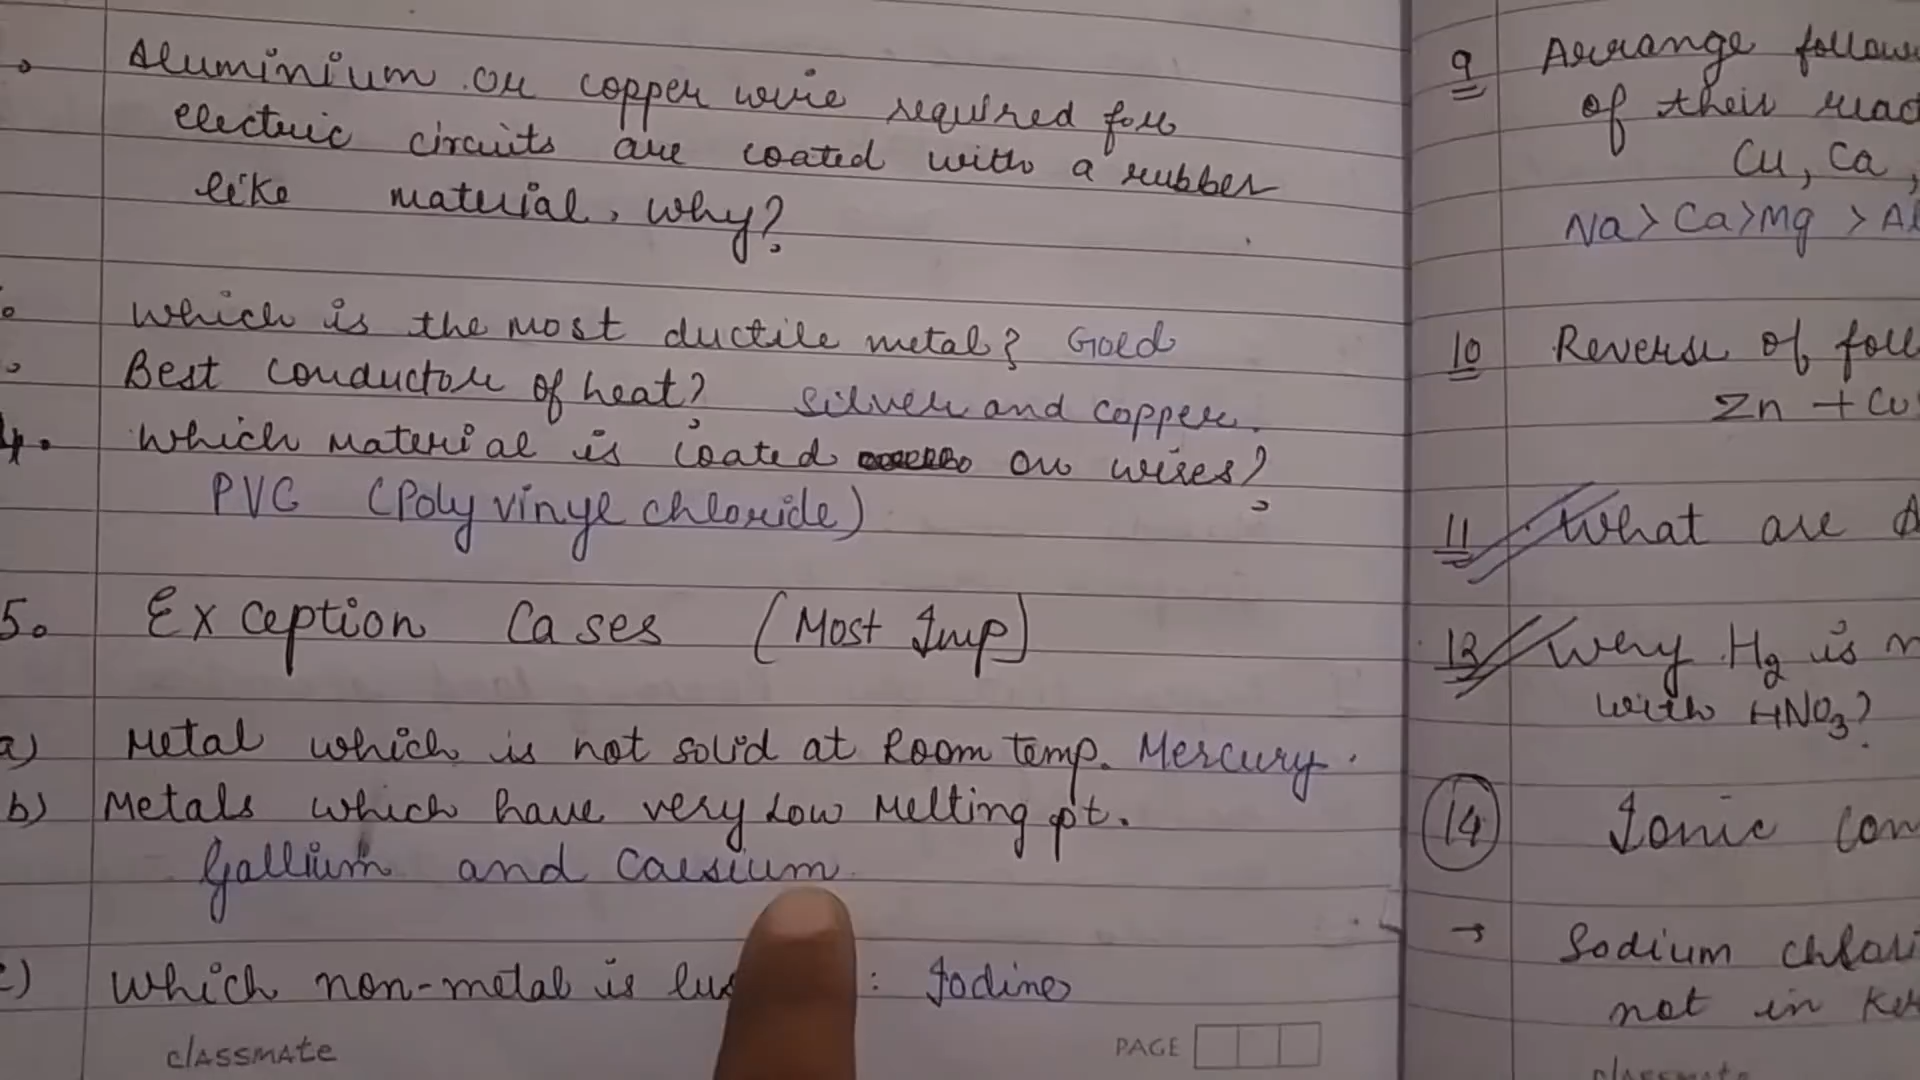 Aluminium or copper wire required for
electric circuits are coated with a rubber
like material, why?
Which is the most ductile metal? Gold
Best conductor of heat? Silver and copper.
4. Which material is coated on wires?
PVC (Poly vinyl chloride)
5. Exception Cases (Most Imp)
a) Metal which is not solid at Room temp. Mercury.
b) Metals which have very low melting pt.
Gallium and Caesium
c) Which non-metal is : Iodine
classmate
PAGE
9 Arrange
of their
Cu, Ca,
Na > Ca > Mg > Al
10 Reverse of
Zn +
11 What are
12 Why Hg is
with HNO3?
14 Ionic
→ Sodium
not in